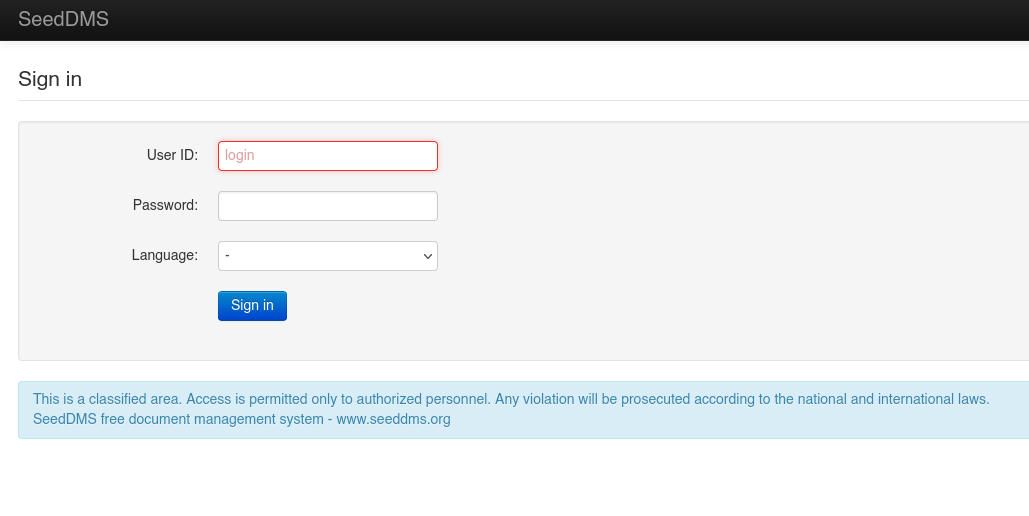 SeedDMS
Sign in
User ID:
login
Password:
Language:
-
Sign in
This is a classified area. Access is permitted only to authorized personnel. Any violation will be prosecuted according to the national and international laws.
SeedDMS free document management system - www.seeddms.org